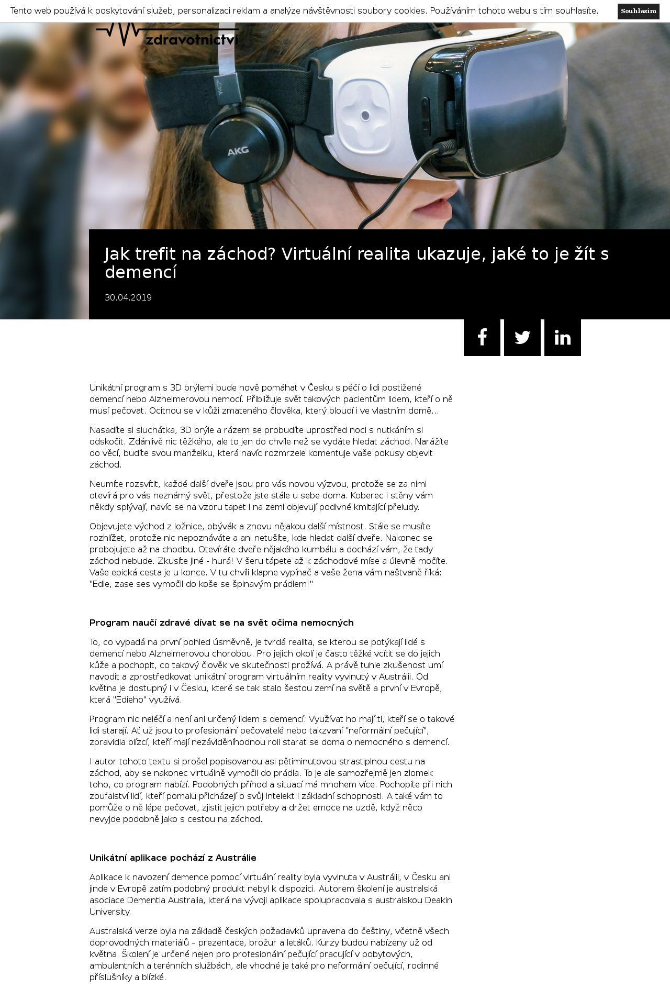 Tento web používá k poskytování služeb, personalizaci reklam a analýze návštěvnosti soubory cookies. Používáním tohoto webu s tím souhlasíte.
Souhlasím
zdravotnictví
Y45º
AKG
Jak trefit na záchod? Virtuální realita ukazuje, jaké to je žít s
demencí
30.04.2019
Unikátní program s 3D brýlemi bude nově pomáhat v Česku s péčí o lidi postižené
demencí nebo Alzheimerovou nemocí. Přibližuje svět takových pacientům lidem, kteří o ně
musí pečovat. Ocitnou se v kůži zmateného člověka, který bloudí i ve vlastním domě...
Nasadíte si sluchátka, 3D brýle a rázem se probudíte uprostřed noci s nutkáním si
odskočit. Zdánlivě nic těžkého, ale to jen do chvíle než se vydáte hledat záchod. Narážíte
do věcí, budíte svou manželku, která navíc rozmrzele komentuje vaše pokusy objevit
záchod.
Neumíte rozsvítit, každé další dveře jsou pro vás novou výzvou, protože se za nimi
otevírá pro vás neznámý svět, přestože jste stále u sebe doma. Koberec i stěny vám
někdy splývají, navíc se na vzoru tapet i na zemi objevují podivné kmitající přeludy.
Objevujete východ z ložnice, obývák a znovu nějakou další místnost. Stále se musíte
rozhlížet, protože nic nepoznáváte a ani netušíte, kde hledat další dveře. Nakonec se
probojujete až na chodbu. Otevíráte dveře nějakého kumbálu a dochází vám, že tady
záchod nebude. Zkusíte jiné - hurá! V šeru tápete až k záchodové míse a úlevně močíte.
Vaše epická cesta je u konce. V tu chvíli klapne vypínač a vaše žena vám naštvaně říká:
"Edie, zase ses vymočil do koše se špinavým prádlem!"
Program naučí zdravé dívat se na svět očima nemocných
To, co vypadá na první pohled úsměvně, je tvrdá realita, se kterou se potýkají lidé s
demencí nebo Alzheimerovou chorobou. Pro jejich okolí je často těžké vcítit se do jejich
kůže a pochopit, co takový člověk ve skutečnosti prožívá. A právě tuhle zkušenost umí
navodit a zprostředkovat unikátní program virtuálním reality vyvinutý v Austrálii. Od
května je dostupný i v Česku, které se tak stalo šestou zemí na světě a první v Evropě,
která "Edieho" využívá.
Program nic neléčí a není ani určený lidem s demencí. Využívat ho mají ti, kteří se o takové
lidi starají. Ať už jsou to profesionální pečovatelé nebo takzvaní "neformální pečující",
zpravidla blízcí, kteří mají nezáviděníhodnou roli starat se doma o nemocného s demencí.
I autor tohoto textu si prošel popisovanou asi pětiminutovou strastiplnou cestu na
záchod, aby se nakonec virtuálně vymočil do prádla. To je ale samozřejmě jen zlomek
toho, co program nabízí. Podobných příhod a situací má mnohem více. Pochopíte při nich
zoufalství lidí, kteří pomalu přicházejí o svůj intelekt i základní schopnosti. A také vám to
pomůže o ně lépe pečovat, zjistit jejich potřeby a držet emoce na uzdě, když něco
nevyjde podobně jako s cestou na záchod.
Unikátní aplikace pochází z Austrálie
Aplikace k navození demence pomocí virtuální reality byla vyvinuta v Austrálii, v Česku ani
jinde v Evropě zatím podobný produkt nebyl k dispozici. Autorem školení je australská
asociace Dementia Australia, která na vývoji aplikace spolupracovala s australskou Deakin
University.
Australská verze byla na základě českých požadavků upravena do češtiny, včetně všech
doprovodných materiálů – prezentace, brožur a letáků. Kurzy budou nabízeny už od
května. Školení je určené nejen pro profesionální pečující pracující v pobytových,
ambulantních a terénních službách, ale vhodné je také pro neformální pečující, rodinné
příslušníky a blízké.